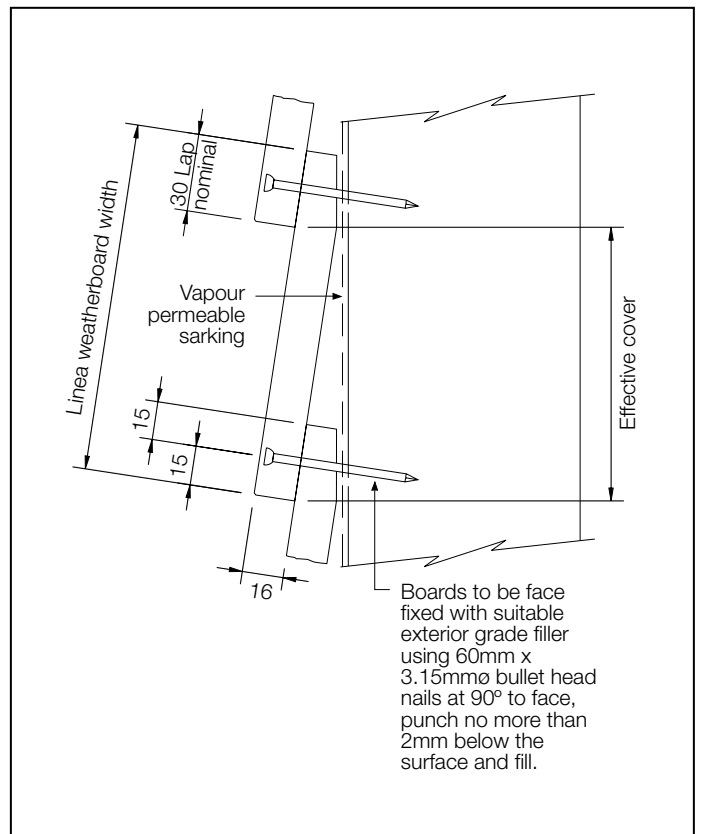 30 Lap
nominal
Linea weatherboard width
Vapour
permeable
sarking
Effective cover
15
15
16
Boards to be face
fixed with suitable
exterior grade filler
using 60mm x
3.15mmø bullet head
nails at 90º to face,
punch no more than
2mm below the
surface and fill.